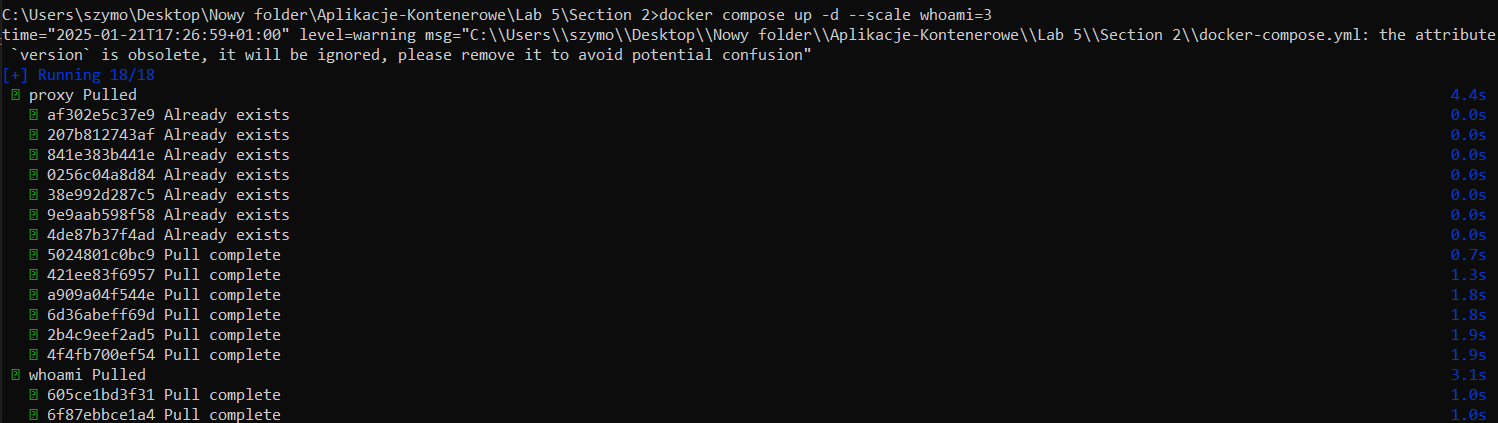 C:\Users\szymo\Desktop\Nowy folder\Aplikacje-Kontenerowe\Lab 5\Section 2>docker compose up -d --scale whoami=3
time="2025-01-21T17:26:59+01:00" level=warning msg="C:\\Users\\szymo\\Desktop\\Nowy folder\\Aplikacje-Kontenerowe\\Lab 5\\Section 2\\docker-compose.yml: the attribute
`version` is obsolete, it will be ignored, please remove it to avoid potential confusion"
[+] Running 18/18
proxy Pulled 4.4s
af302e5c37e9 Already exists 0.0s
207b812743af Already exists 0.0s
841e383b441e Already exists 0.0s
0256c04a8d84 Already exists 0.0s
38e992d287c5 Already exists 0.0s
9e9aab598f58 Already exists 0.0s
4de87b37f4ad Already exists 0.0s
5024801c0bc9 Pull complete 0.7s
421ee83f6957 Pull complete 1.3s
a909a04f544e Pull complete 1.8s
6d36abeff69d Pull complete 1.8s
2b4c9eef2ad5 Pull complete 1.9s
4f4fb700ef54 Pull complete 1.9s
whoami Pulled 3.1s
605ce1bd3f31 Pull complete 1.0s
6f87ebbce1a4 Pull complete 1.0s